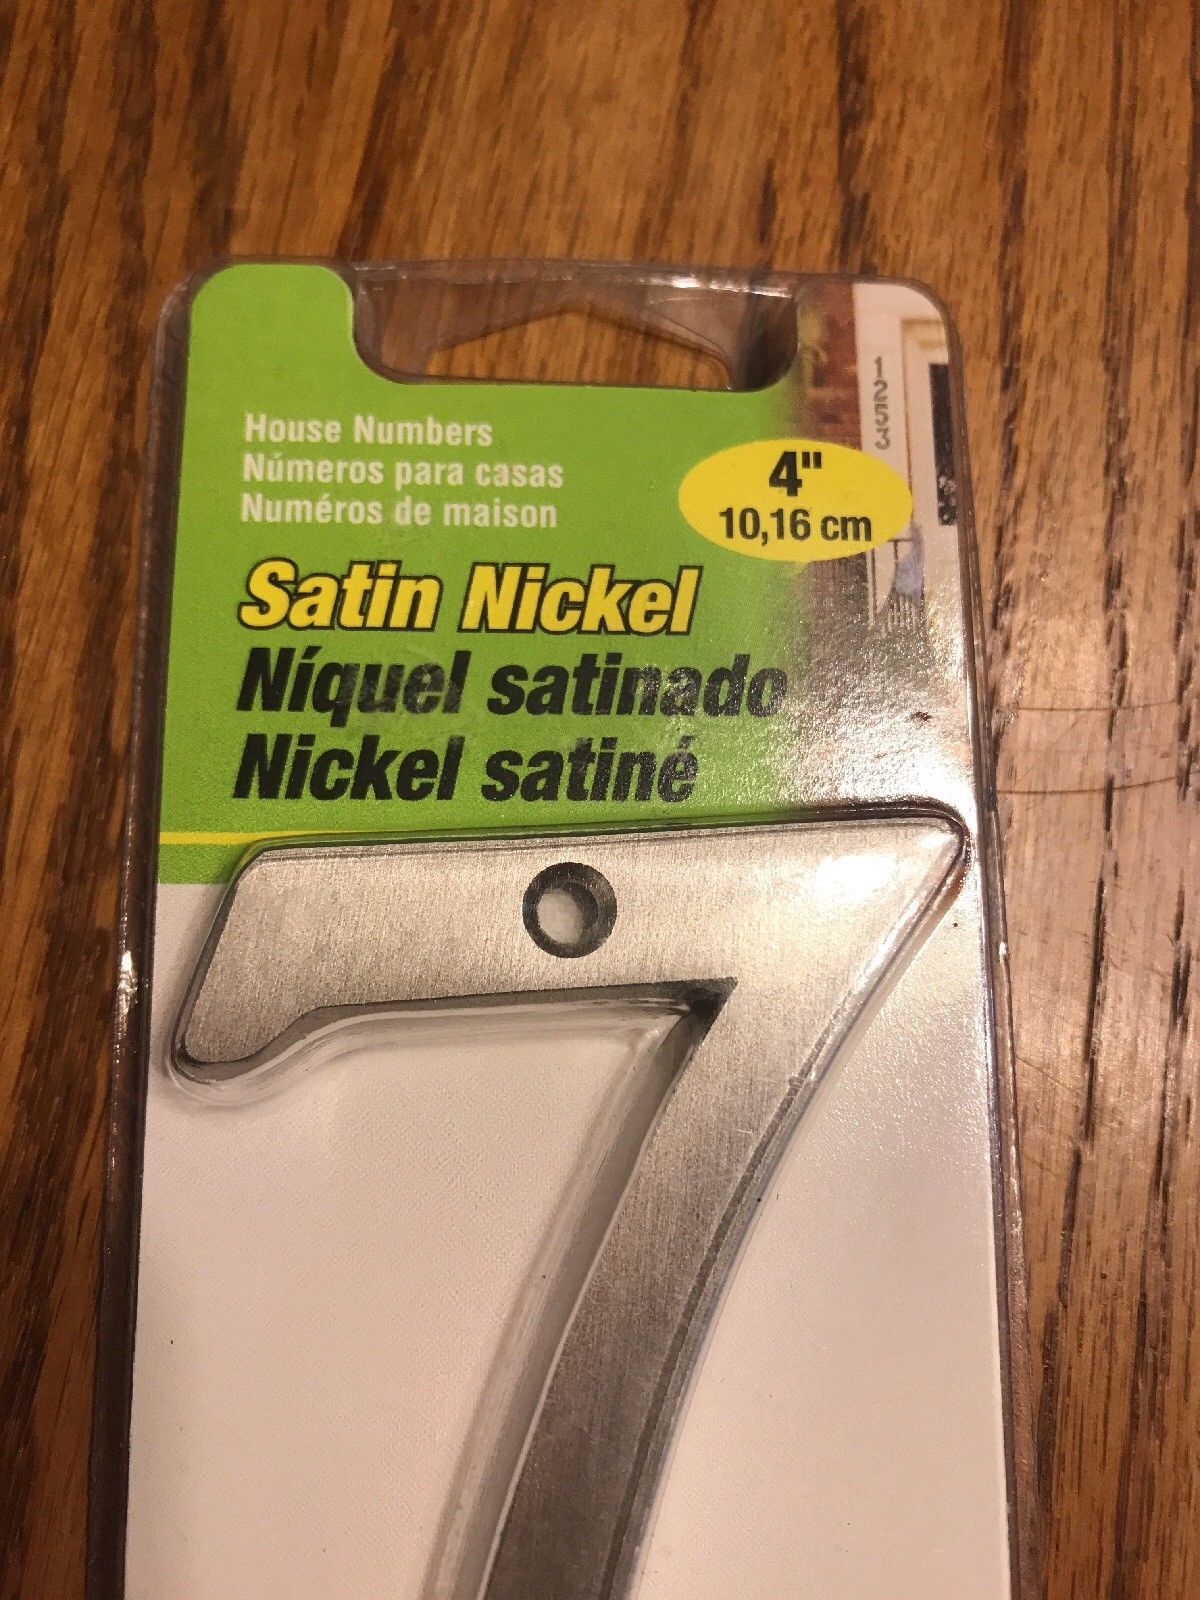 House Numbers
Números para casas
Numéros de maison
4"
10,16 cm
Satin Nickel
Níquel satinado
Nickel satiné
7